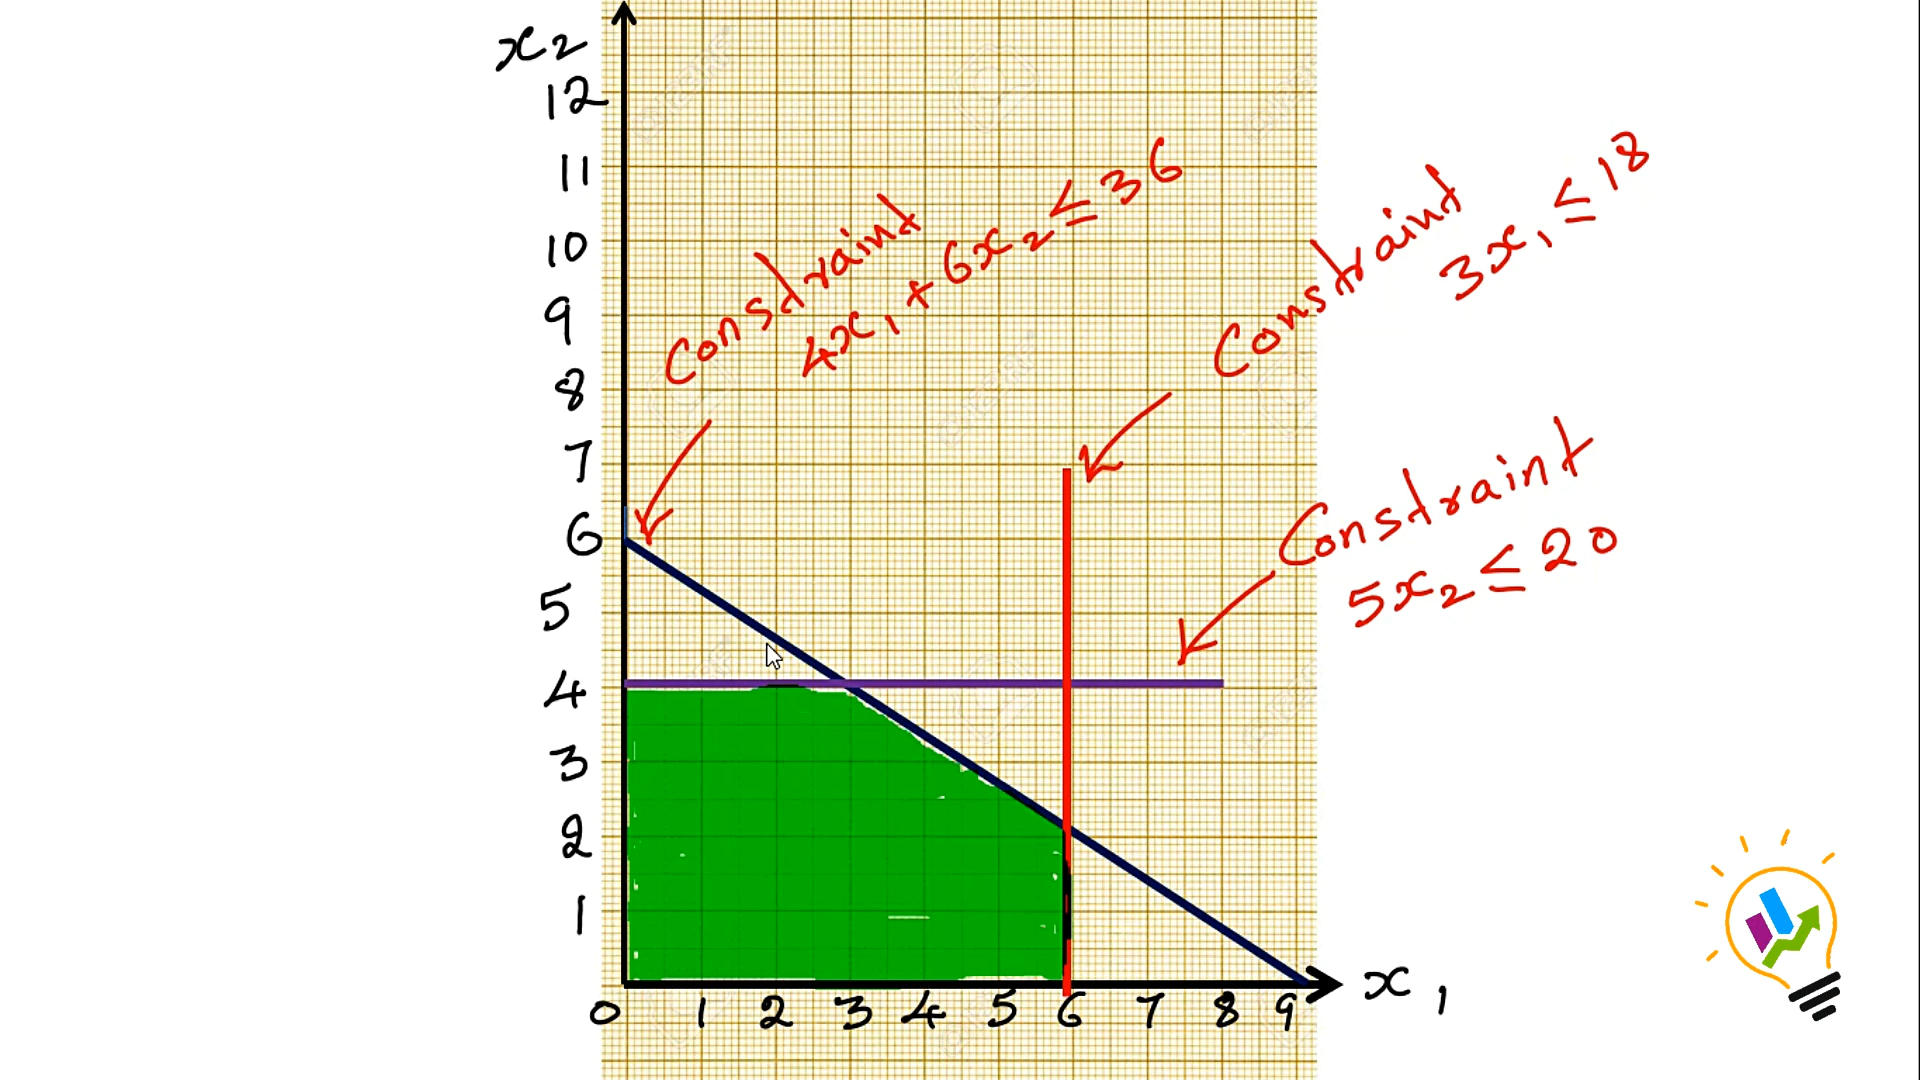 x₂
12
11
10
9
8
7
6
5
4
3
2
1
Constraint
4x₁ + 6x₂ ≤ 36
Constraint
3x₁ ≤ 18
Constraint
5x₂ ≤ 20
0 1 2 3 4 5 6 7 8 9
x₁